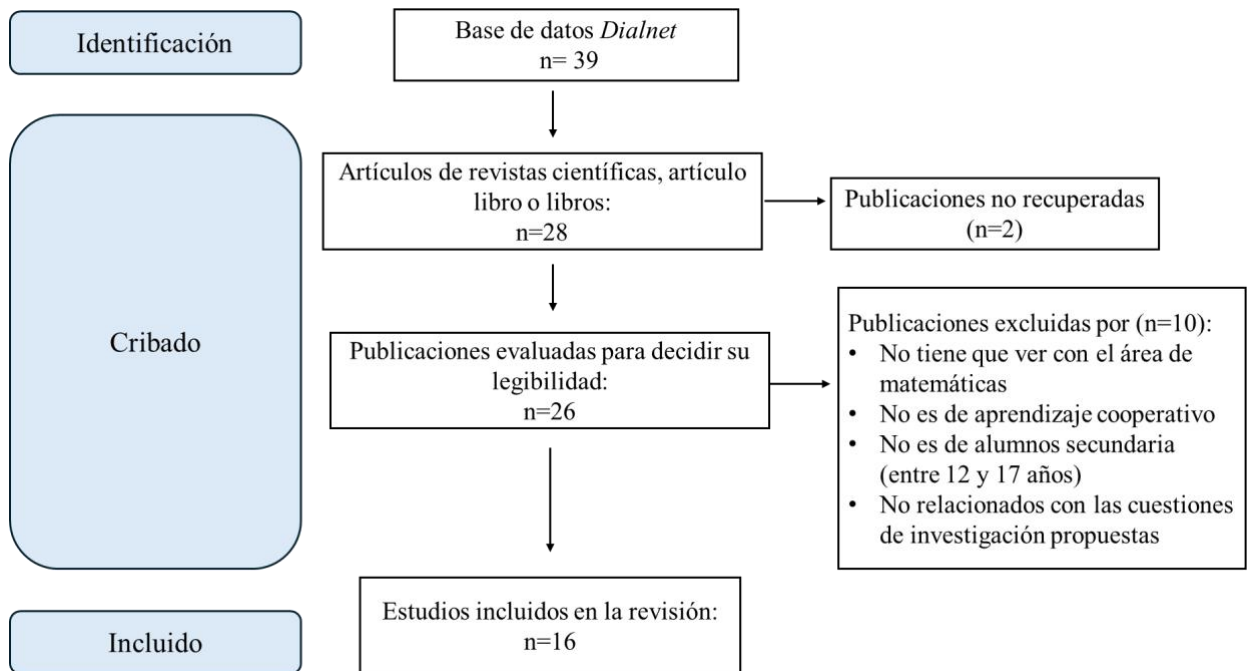 Identificación
Base de datos Dialnet
n= 39
Cribado
Artículos de revistas científicas, artículo
libro o libros:
n=28
Publicaciones no recuperadas
(n=2)
Publicaciones evaluadas para decidir su
legibilidad:
n=26
Publicaciones excluidas por (n=10):
• No tiene que ver con el área de
matemáticas
• No es de aprendizaje cooperativo
• No es de alumnos secundaria
(entre 12 y 17 años)
• No relacionados con las cuestiones
de investigación propuestas
Incluido
Estudios incluidos en la revisión:
n=16